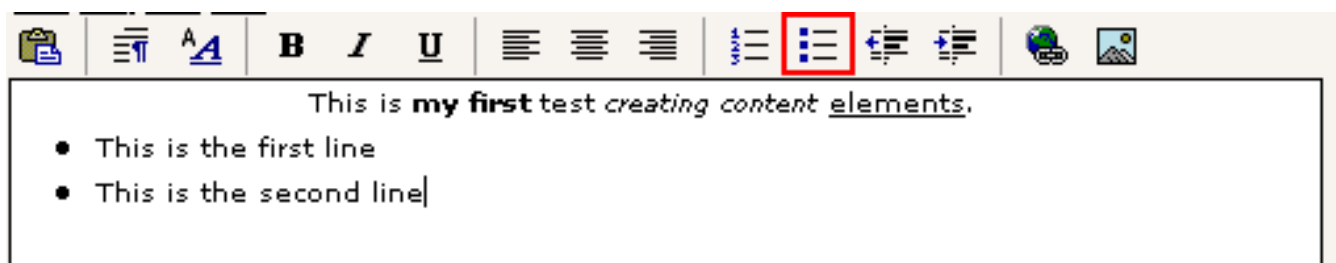 This is my first test creating content elements.
• This is the first line
• This is the second line